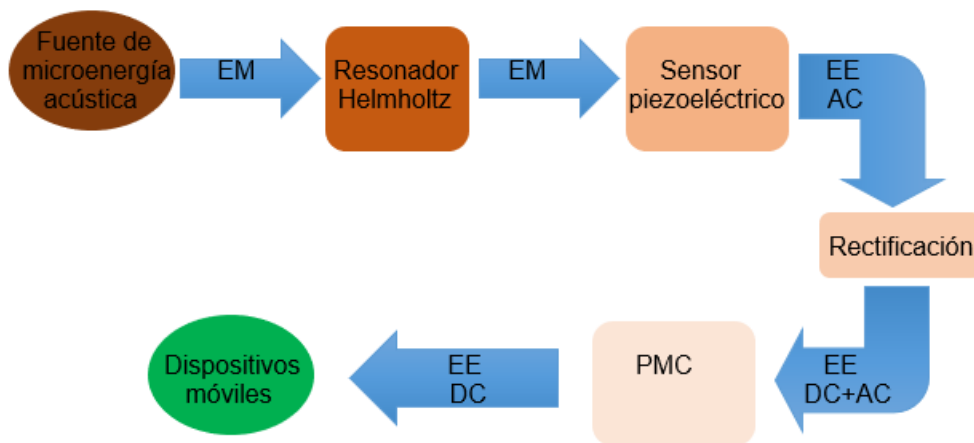 Fuente de
microenergía
acústica
EM
Resonador
Helmholtz
EM
Sensor
piezoeléctrico
EE
AC
Rectificación
EE
DC+AC
PMC
EE
DC
Dispositivos
móviles